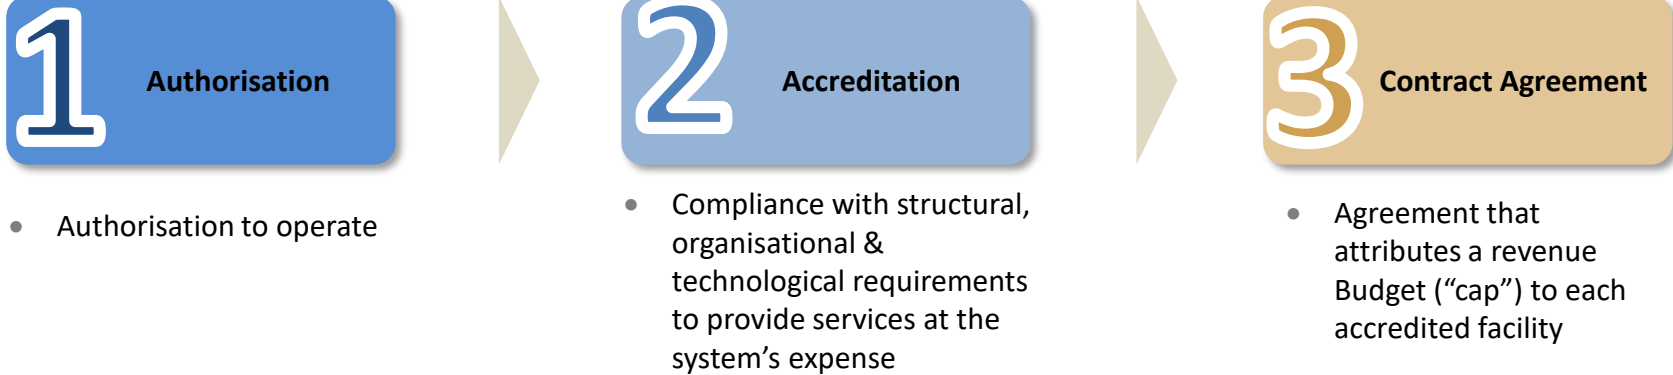 1 Authorisation
• Authorisation to operate
2 Accreditation
• Compliance with structural,
organisational &
technological requirements
to provide services at the
system’s expense
3 Contract Agreement
• Agreement that
attributes a revenue
Budget (“cap”) to each
accredited facility